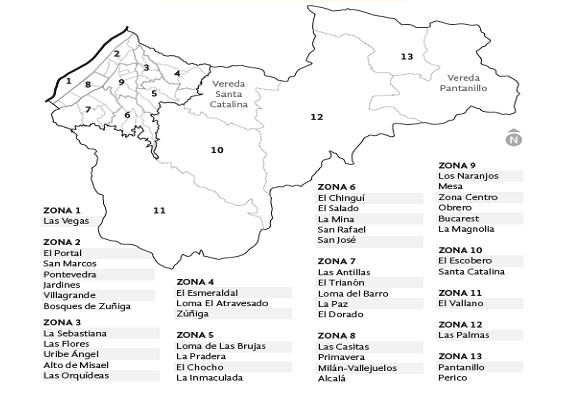 2
3
4
1
8
9
5
7
6
Vereda
Santa
Catalina
13
Vereda
Pantanillo
12
10
11
N
ZONA 1
Las Vegas
ZONA 2
El Portal
San Marcos
Pontevedra
Jardines
Villagrande
Bosques de Zuñiga
ZONA 3
La Sebastiana
Las Flores
Uribe Ángel
Alto de Misael
Las Orquídeas
ZONA 4
El Esmeraldal
Loma El Atravesado
Zúñiga
ZONA 5
Loma de Las Brujas
La Pradera
El Chocho
La Inmaculada
ZONA 6
El Chinguí
El Salado
La Mina
San Rafael
San José
ZONA 7
Las Antillas
El Trianón
Loma del Barro
La Paz
El Dorado
ZONA 8
Las Casitas
Primavera
Milán-Vallejuelos
Alcalá
ZONA 9
Los Naranjos
Mesa
Zona Centro
Obrero
Bucarest
La Magnolia
ZONA 10
El Escobero
Santa Catalina
ZONA 11
El Vallano
ZONA 12
Las Palmas
ZONA 13
Pantanillo
Perico